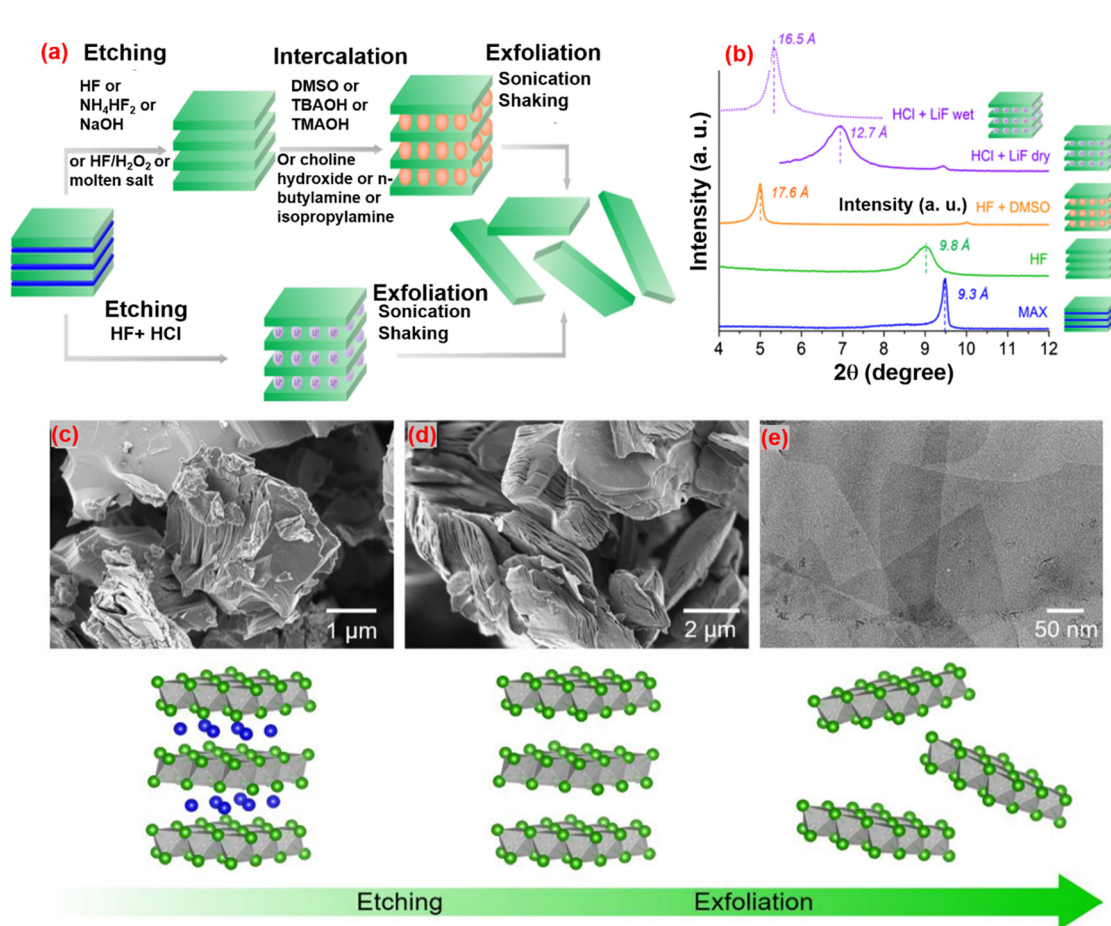 (a)
Etching
HF or
NH₄HF₂ or
NaOH
or HF/H₂O₂ or
molten salt
Intercalation
DMSO or
TBAOH or
TMAOH
Or choline
hydroxide or n-
butylamine or
isopropylamine
Exfoliation
Sonication
Shaking
Etching
HF+ HCl
Exfoliation
Sonication
Shaking
(b)
Intensity (a. u.)
16.5 Å
HCl + LiF wet
12.7 Å
HCl + LiF dry
17.6 Å
Intensity (a. u.)
HF + DMSO
9.8 Å
HF
9.3 Å
MAX
4 5 6 7 8 9 10 11 12
2θ (degree)
(c)
1 μm
(d)
2 μm
(e)
50 nm
Etching
Exfoliation